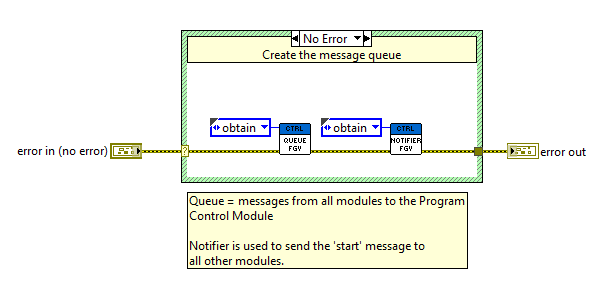 No Error
Create the message queue
obtain
CTRL
QUEUE
FGV
obtain
CTRL
NOTIFIER
FGV
error in (no error)
?
error out
Queue = messages from all modules to the Program
Control Module
Notifier is used to send the 'start' message to
all other modules.